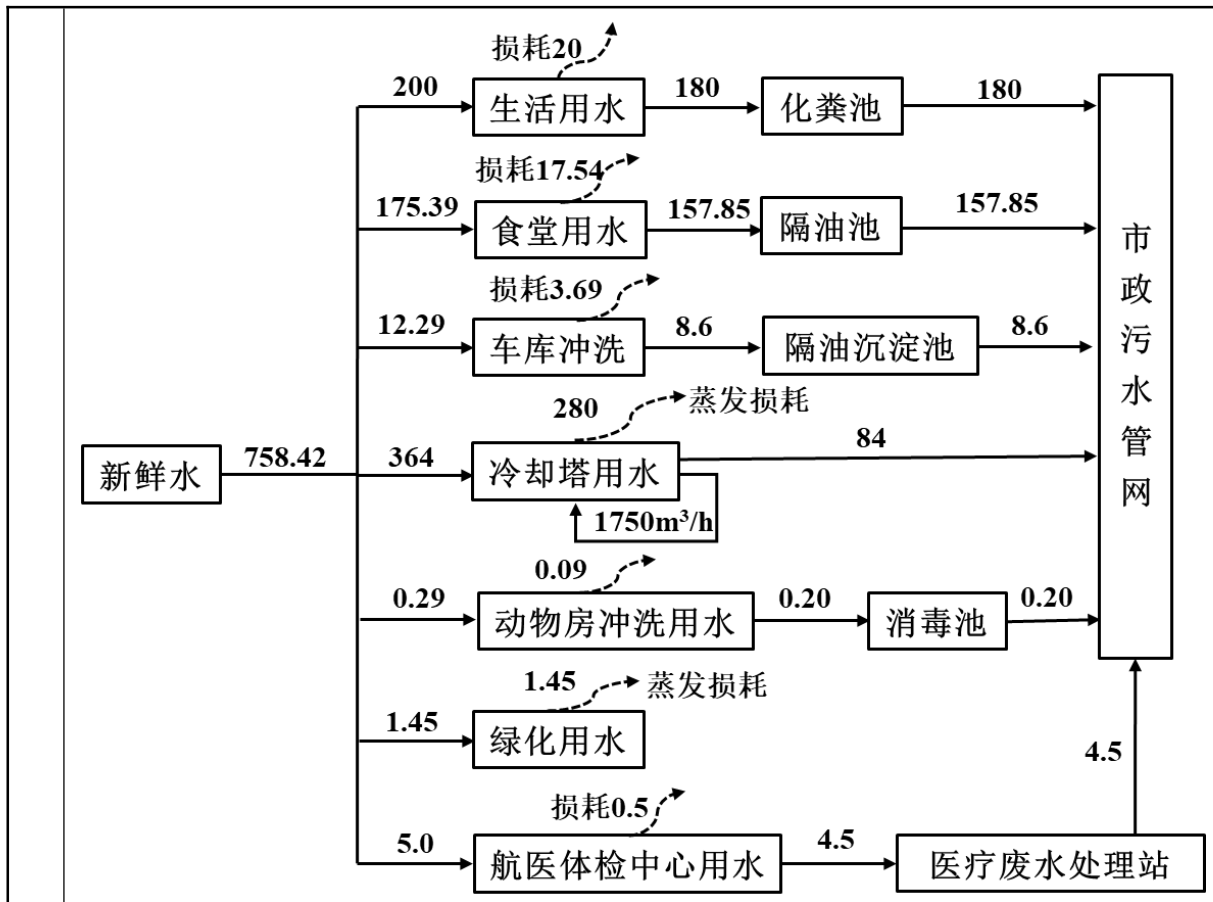 损耗20
200
生活用水
180
化粪池
180
损耗17.54
175.39
食堂用水
157.85
隔油池
157.85
损耗3.69
12.29
车库冲洗
8.6
隔油沉淀池
8.6
市政污水管网
280
蒸发损耗
新鲜水
758.42
364
冷却塔用水
84
1750m³/h
0.09
0.29
动物房冲洗用水
0.20
消毒池
0.20
1.45
蒸发损耗
1.45
绿化用水
4.5
损耗0.5
5.0
航医体检中心用水
4.5
医疗废水处理站